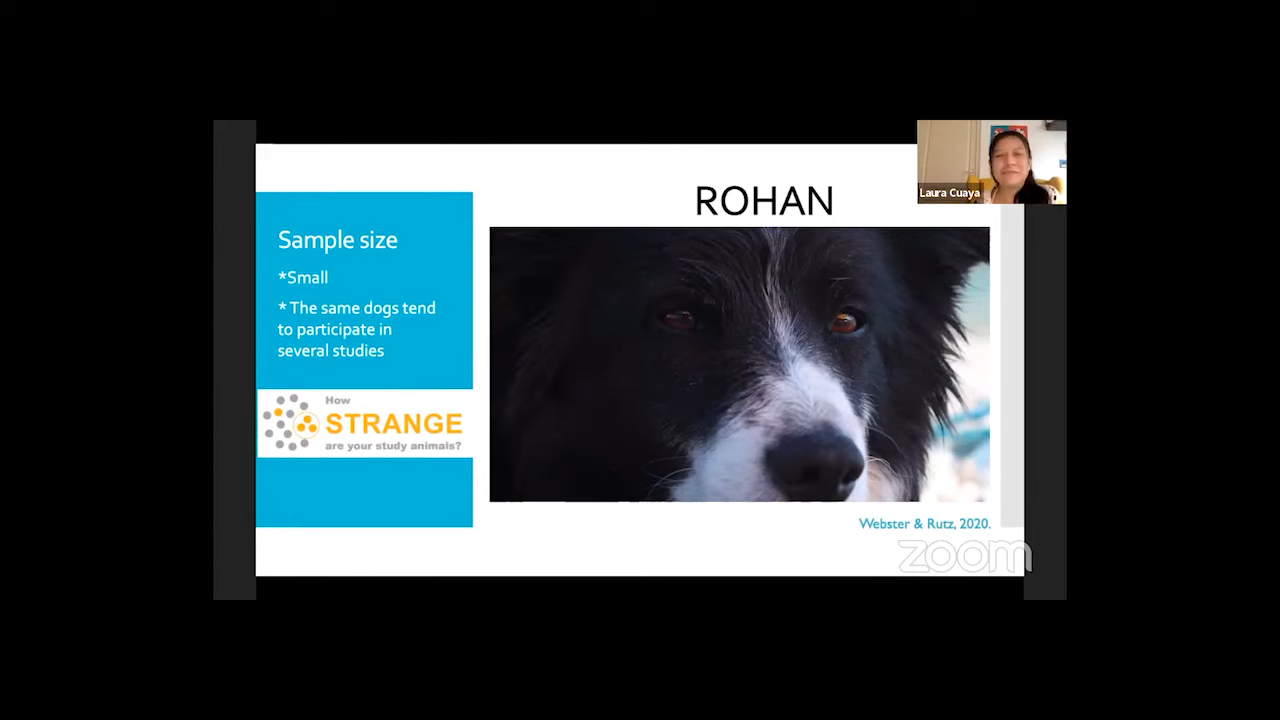 ROHAN
Laura Cuaya
Sample size
*Small
* The same dogs tend
to participate in
several studies
How
STRANGE
are your study animals?
Webster & Rutz, 2020.
zoom